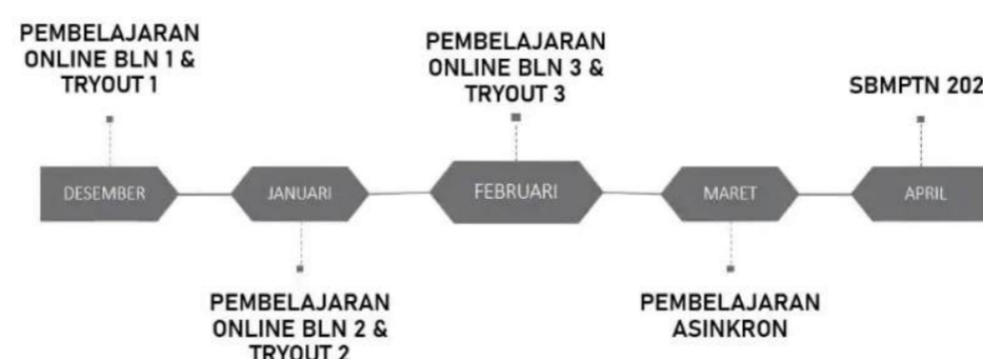 PEMBELAJARAN
ONLINE BLN 1 &
TRYOUT 1
PEMBELAJARAN
ONLINE BLN 3 &
TRYOUT 3
SBMPTN 202
DESEMBER
JANUARI
FEBRUARI
MARET
APRIL
PEMBELAJARAN
ONLINE BLN 2 &
TRYOUT 2
PEMBELAJARAN
ASINKRON